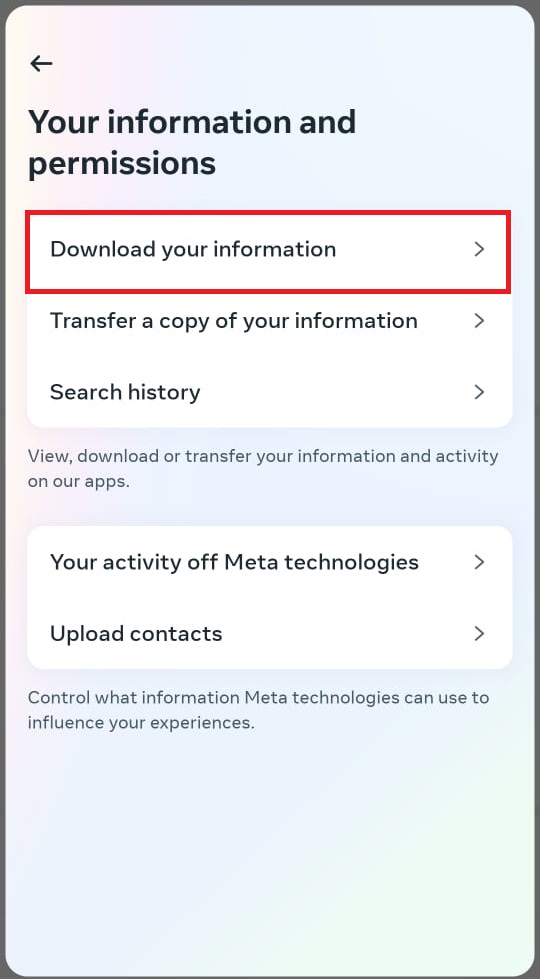 Your information and
permissions
Download your information
Transfer a copy of your information
Search history
View, download or transfer your information and activity
on our apps.
Your activity off Meta technologies
Upload contacts
Control what information Meta technologies can use to
influence your experiences.